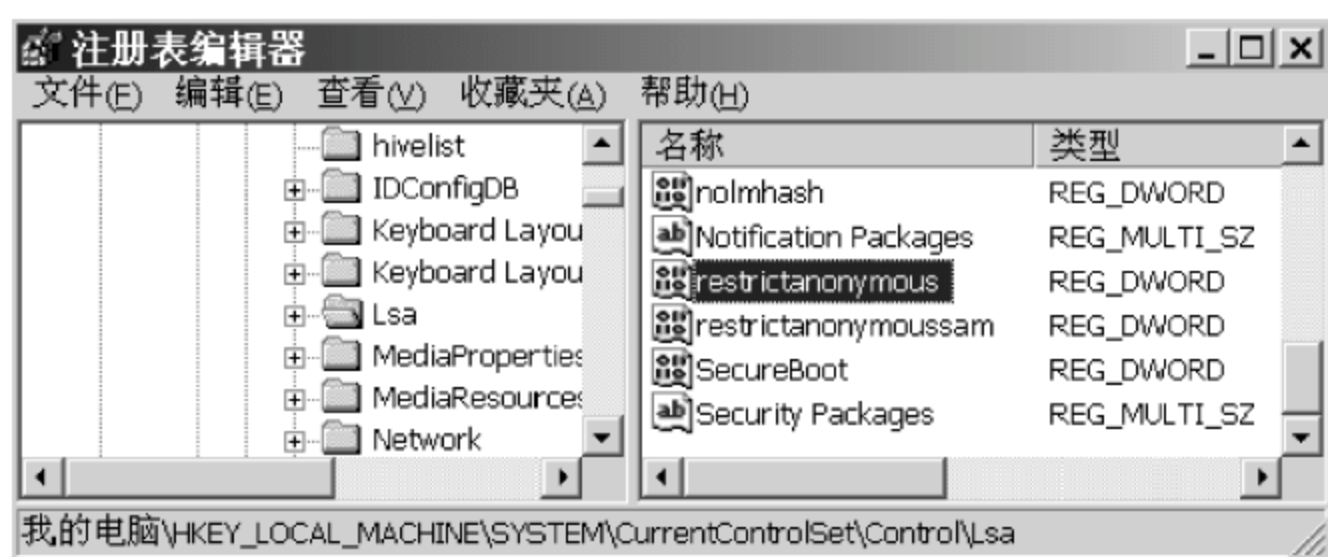 注册表编辑器
文件(F) 编辑(E) 查看(V) 收藏夹(A) 帮助(H)
hivelist
IDConfigDB
Keyboard Layou
Keyboard Layou
Lsa
MediaProperties
MediaResources
Network
名称 类型
nolmhash REG_DWORD
Notification Packages REG_MULTI_SZ
restrictanonymous REG_DWORD
restrictanonymoussam REG_DWORD
SecureBoot REG_DWORD
Security Packages REG_MULTI_SZ
我的电脑\HKEY_LOCAL_MACHINE\SYSTEM\CurrentControlSet\Control\Lsa